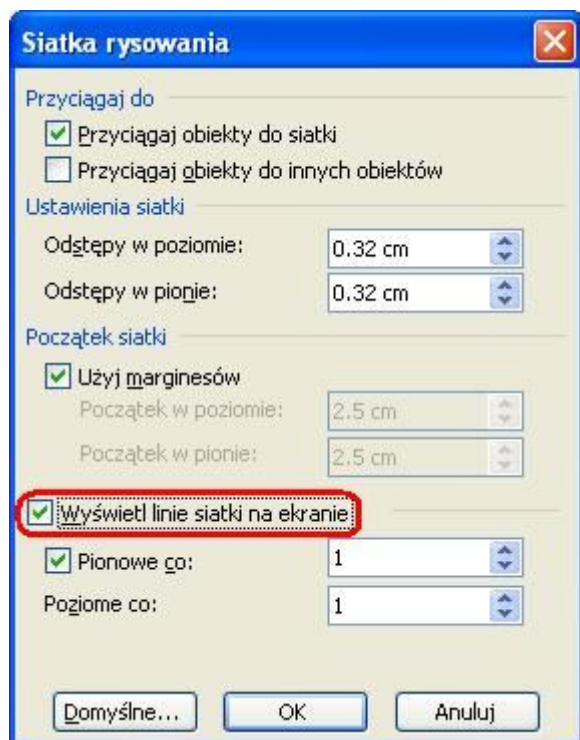 Siatka rysowania
Przyciągaj do
Przyciągaj obiekty do siatki
Przyciągaj obiekty do innych obiektów
Ustawienia siatki
Odstępy w poziomie: 0.32 cm
Odstępy w pionie: 0.32 cm
Początek siatki
Użyj marginesów
Początek w poziomie: 2.5 cm
Początek w pionie: 2.5 cm
Wyświetl linie siatki na ekranie
Pionowe co: 1
Poziome co: 1
Domyślne... OK Anuluj